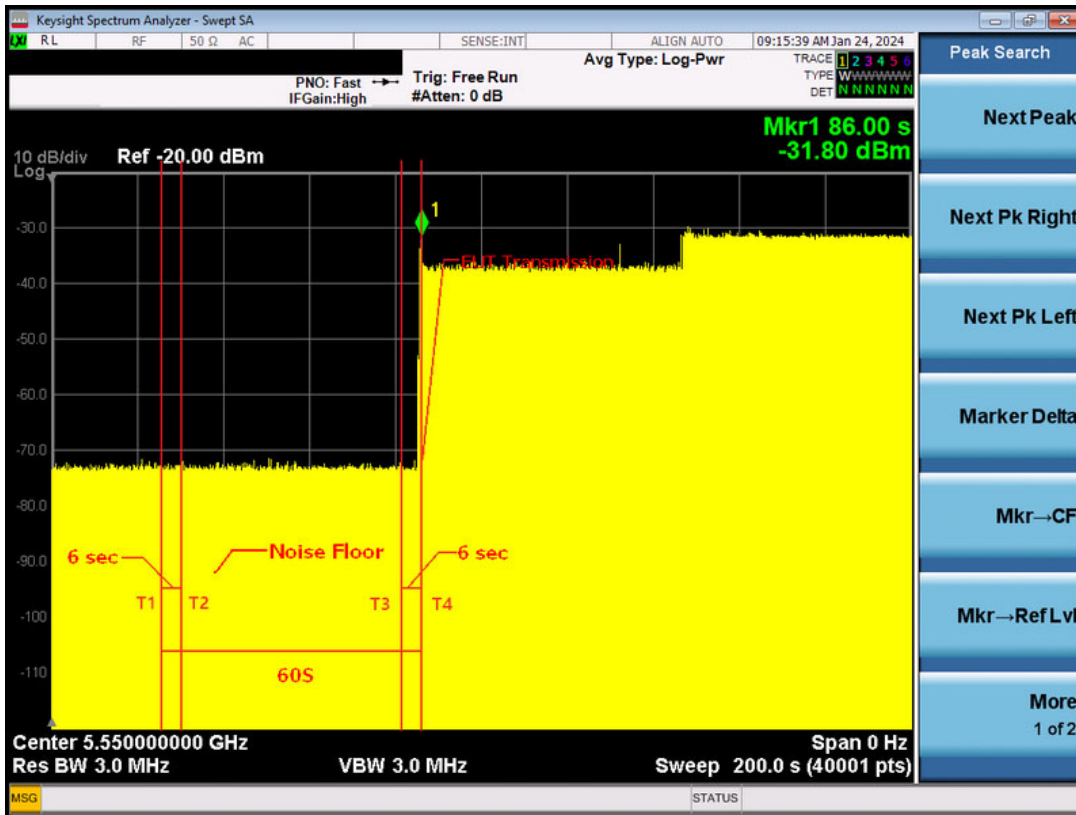 Keysight Spectrum Analyzer - Swept SA
LXI RL RF 50 Ω AC SENSE:INT ALIGN AUTO 09:15:39 AM Jan 24, 2024
PNO: Fast
IFGain:High
Trig: Free Run
#Atten: 0 dB
Avg Type: Log-Pwr
TRACE 1 2 3 4 5 6
TYPE WWWWWW
DET N N N N N N
Mkr1 86.00 s
-31.80 dBm
10 dB/div Ref -20.00 dBm
Log
1
-30.0
EUT Transmission
-40.0
-50.0
-60.0
-70.0
-80.0
-90.0
6 sec
Noise Floor
6 sec
T1 T2 T3 T4
-100
-110
60S
Center 5.550000000 GHz Span 0 Hz
Res BW 3.0 MHz VBW 3.0 MHz Sweep 200.0 s (40001 pts)
MSG STATUS
Peak Search
Next Peak
Next Pk Right
Next Pk Left
Marker Delta
Mkr→CF
Mkr→Ref Lvl
More
1 of 2